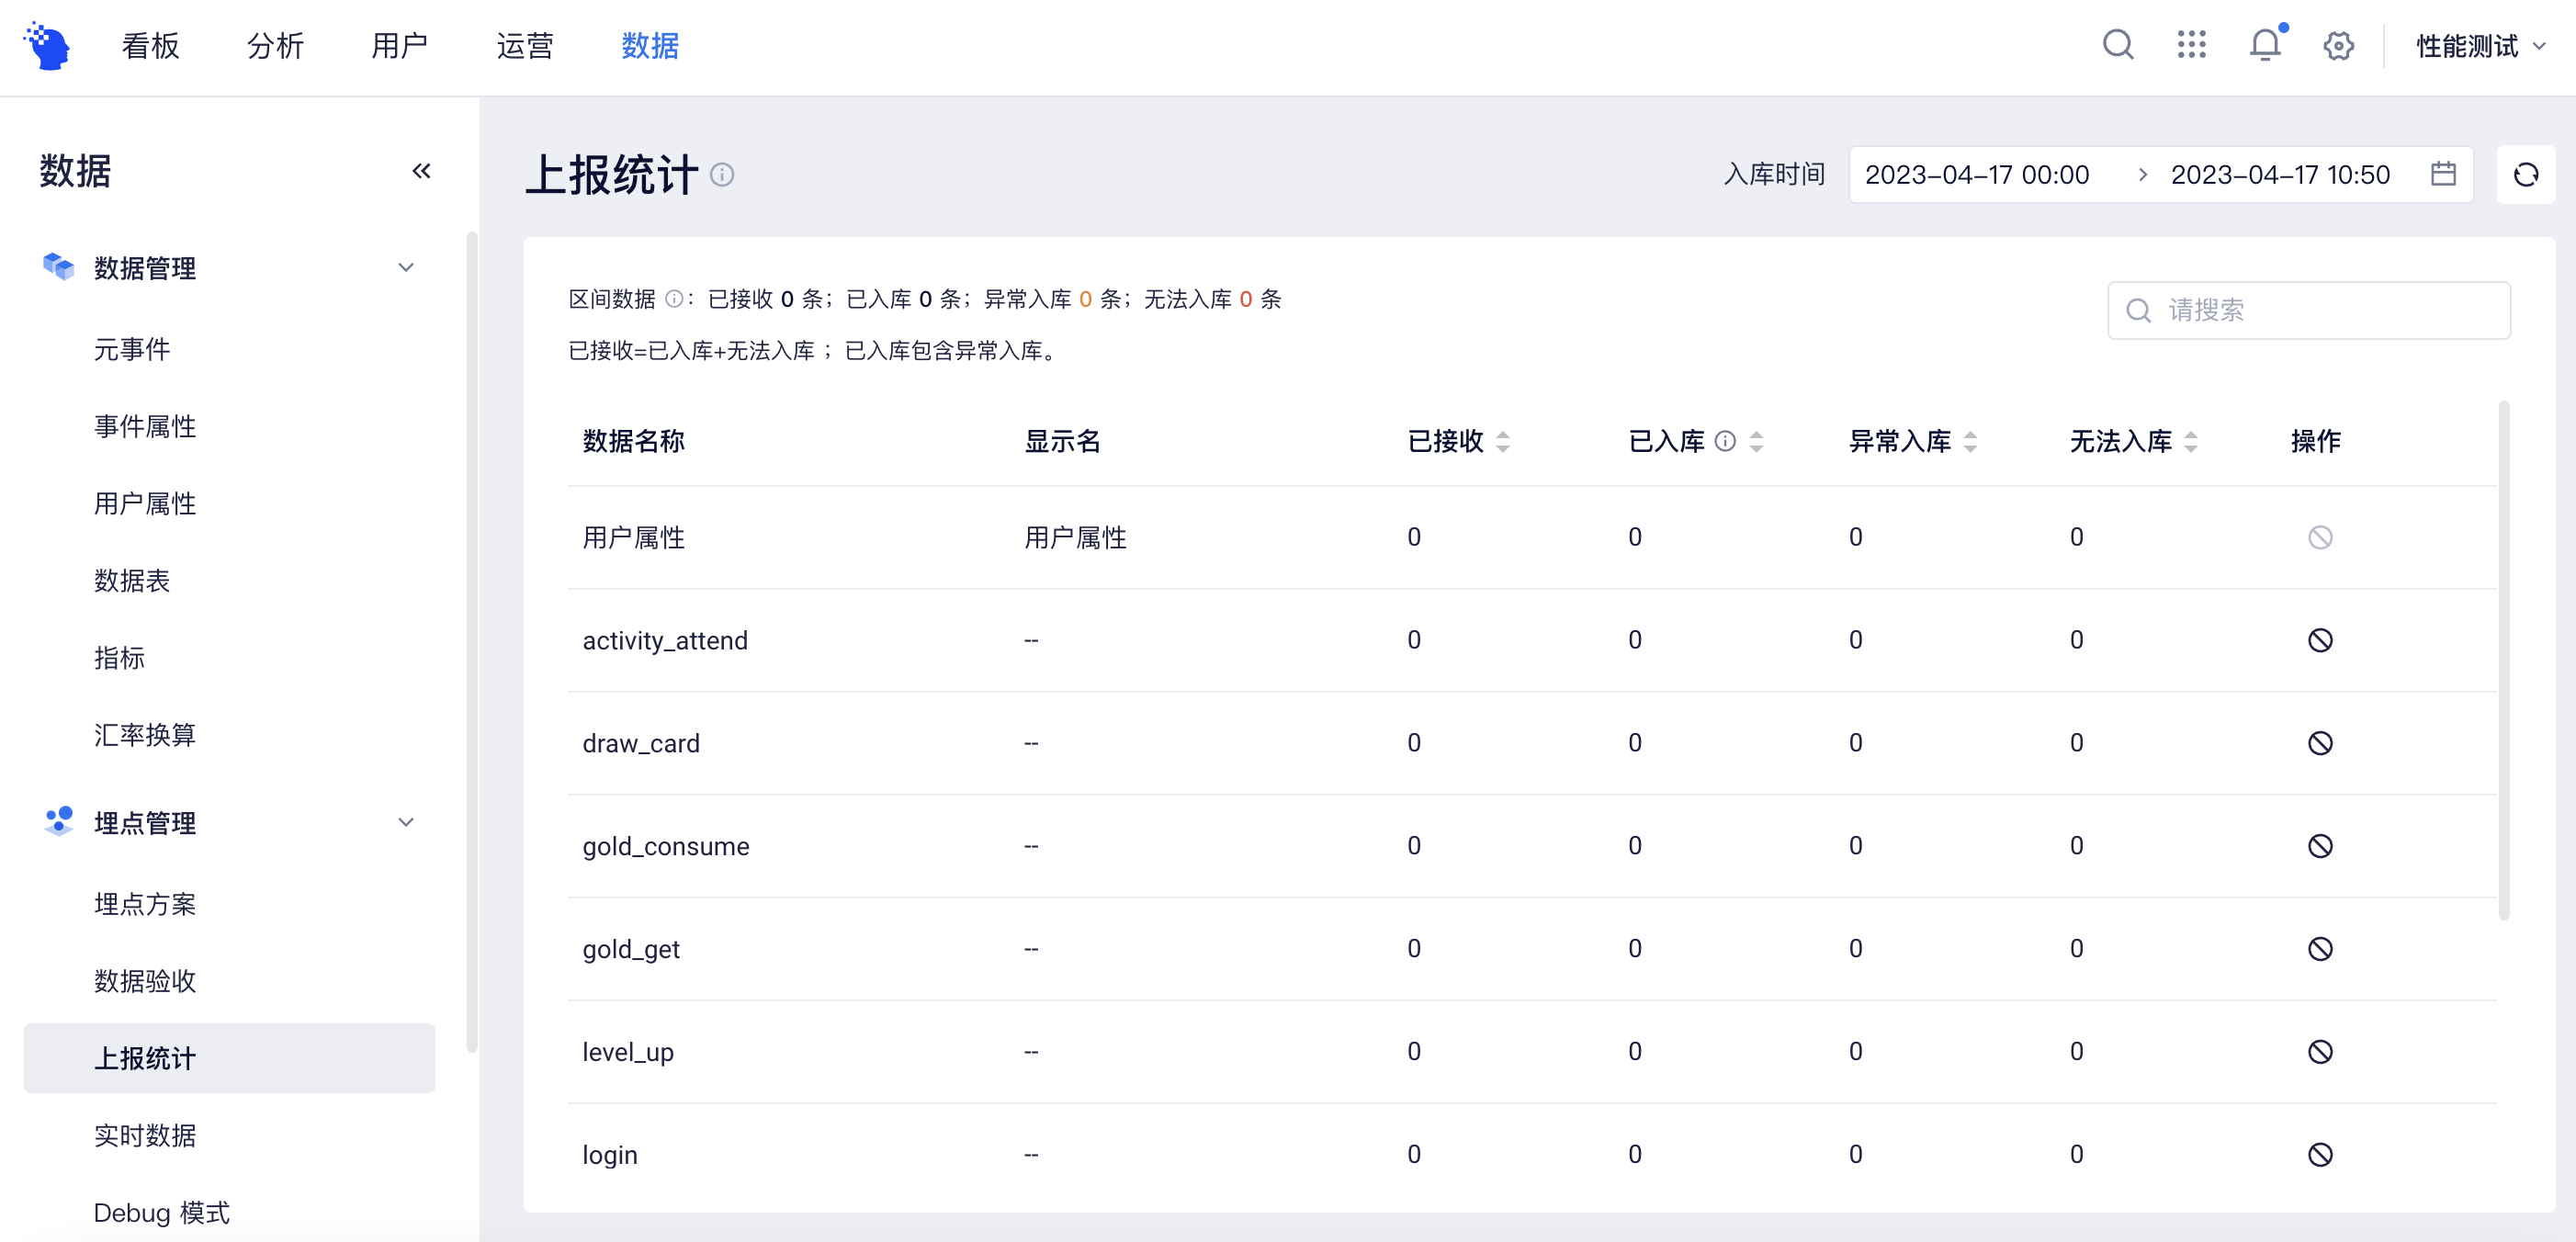 看板 分析 用户 运营 数据 性能测试
数据
上报统计 入库时间 2023-04-17 00:00 2023-04-17 10:50
数据管理
元事件
事件属性
用户属性
数据表
指标
汇率换算
埋点管理
埋点方案
数据验收
上报统计
实时数据
Debug 模式
区间数据 : 已接收 0 条; 已入库 0 条; 异常入库 0 条; 无法入库 0 条
请搜索
已接收=已入库+无法入库 ; 已入库包含异常入库。
数据名称 显示名 已接收 已入库 异常入库 无法入库 操作
用户属性 用户属性 0 0 0 0
activity_attend -- 0 0 0 0
draw_card -- 0 0 0 0
gold_consume -- 0 0 0 0
gold_get -- 0 0 0 0
level_up -- 0 0 0 0
login -- 0 0 0 0